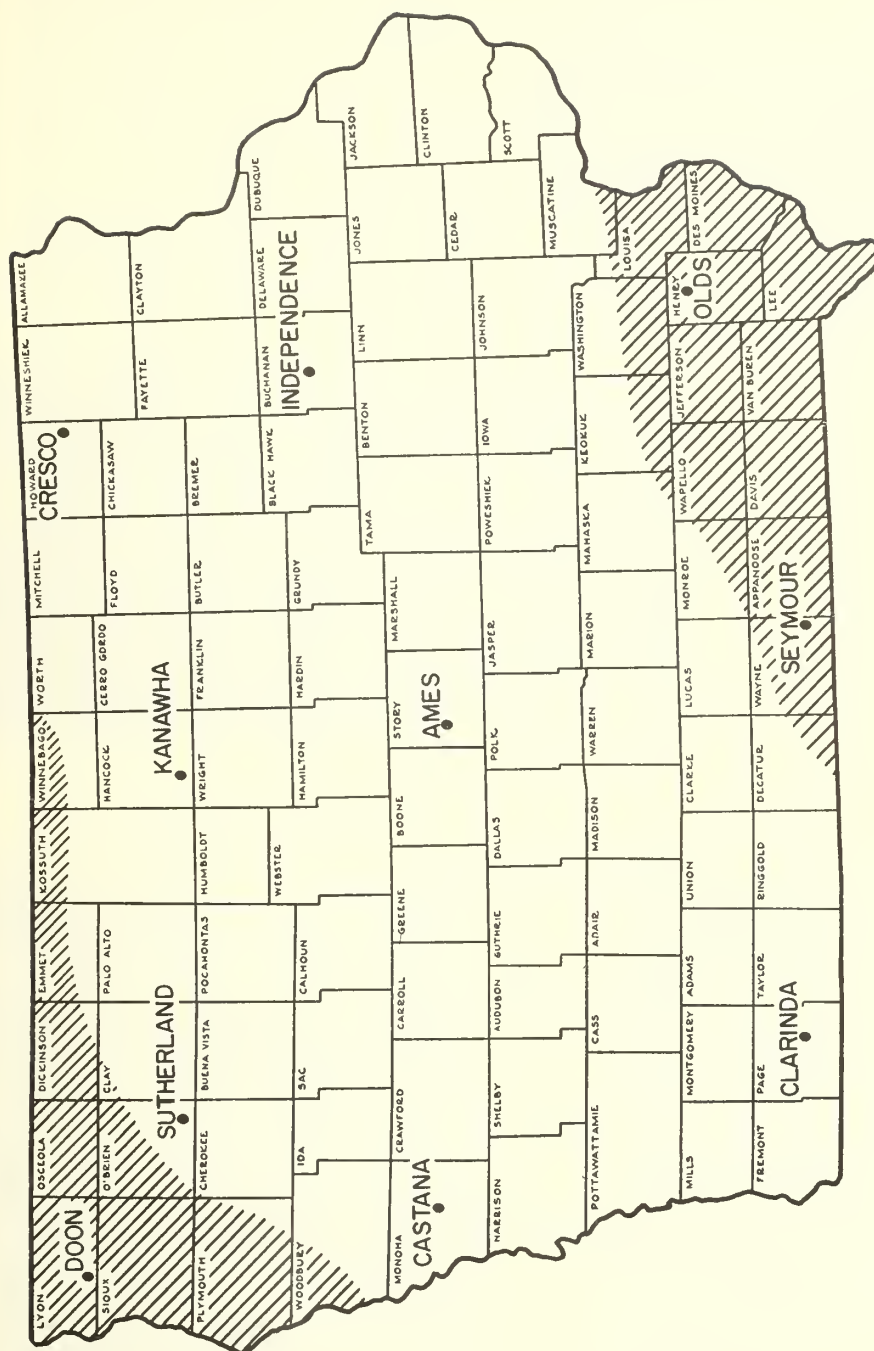 LYON
OSCEOLA
DICKINSON
EMMET
KOSSUTH
WINNEBAGO
WORTH
MITCHELL
HOWARD
WINNESHIEK
ALLAMAKEE
DOON
CRESCO
SIOUX
O'BRIEN
CLAY
PALO ALTO
HANCOCK
CERRO GORDO
FLOYD
CHICKASAW
FAYETTE
CLAYTON
SUTHERLAND
KANAWHA
PLYMOUTH
CHEROKEE
BUENA VISTA
POCAHONTAS
HUMBOLDT
WRIGHT
FRANKLIN
BUTLER
BREMER
BLACK HAWK
BUCHANAN
DELAWARE
DUBUQUE
INDEPENDENCE
WOODBURY
IDA
SAC
CALHOUN
WEBSTER
HAMILTON
HARDIN
GRUNDY
TAMA
BENTON
LINN
JONES
JACKSON
MONOHA
CRAWFORD
CARROLL
GREENE
BOONE
STORY
MARSHALL
CASTANA
AMES
CLINTON
CEDAR
HARRISON
SHELBY
AUDUBON
GUTHRIE
DALLAS
POLK
JASPER
POWESHIEK
IOWA
JOHNSON
SCOTT
MUSCATINE
POTTAWATTAMIE
CASS
ADAIR
MADISON
WARREN
MARION
MAHASKA
KEOKUK
WASHINGTON
LOUISA
MILLS
MONTGOMERY
ADAMS
UNION
CLARKE
LUCAS
MONROE
WAPELLO
JEFFERSON
HENRY
OLDS
DES MOINES
FREMONT
PAGE
TAYLOR
RINGGOLD
DECATUR
WAYNE
APPANOOSE
DAVIS
VAN BUREN
LEE
CLARINDA
SEYMOUR